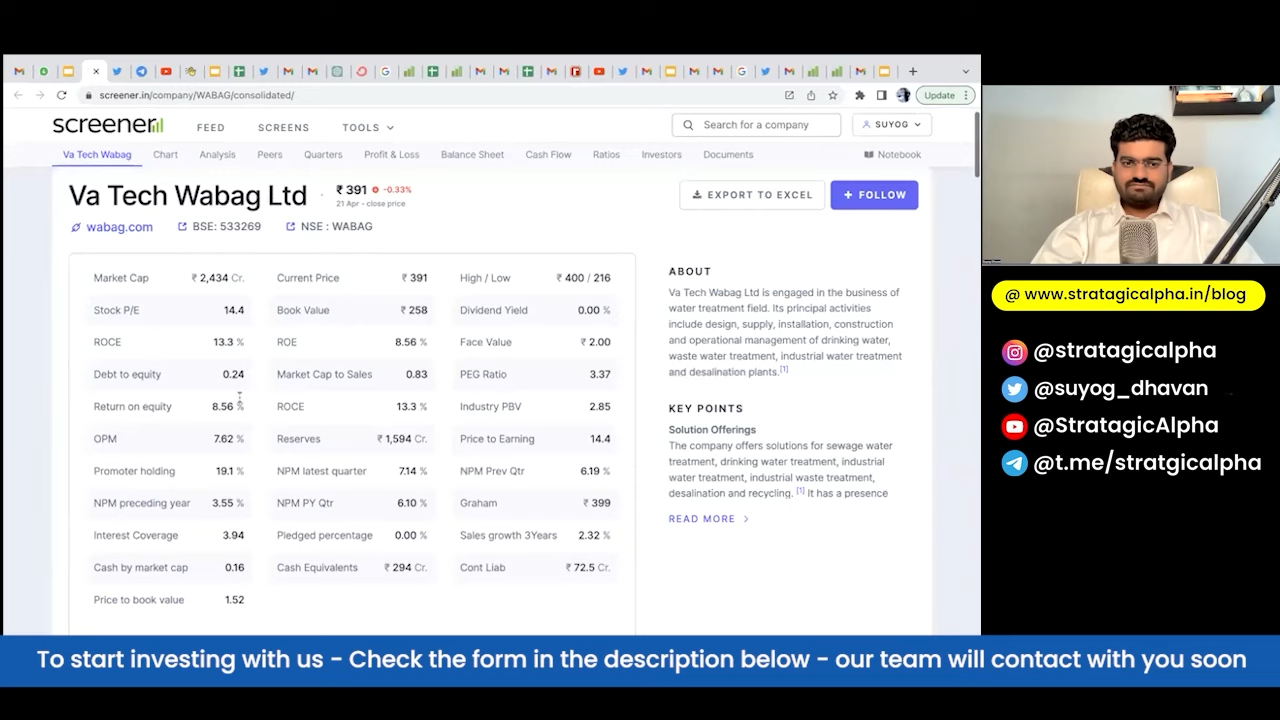 screener.in/company/WABAG/consolidated/
Update
screener
FEED
SCREENS
TOOLS
Search for a company
SUYOG
Va Tech Wabag
Chart
Analysis
Peers
Quarters
Profit & Loss
Balance Sheet
Cash Flow
Ratios
Investors
Documents
Notebook
Va Tech Wabag Ltd
₹ 391 -0.33%
21 Apr - close price
EXPORT TO EXCEL
+ FOLLOW
wabag.com
BSE: 533269
NSE : WABAG
Market Cap ₹ 2,434 Cr.
Current Price ₹ 391
High / Low ₹ 400 / 216
Stock P/E 14.4
Book Value ₹ 258
Dividend Yield 0.00 %
ROCE 13.3 %
ROE 8.56 %
Face Value ₹ 2.00
Debt to equity 0.24
Market Cap to Sales 0.83
PEG Ratio 3.37
Return on equity 8.56 %
ROCE 13.3 %
Industry PBV 2.85
OPM 7.62 %
Reserves ₹ 1,594 Cr.
Price to Earning 14.4
Promoter holding 19.1 %
NPM latest quarter 7.14 %
NPM Prev Qtr 6.19 %
NPM preceding year 3.55 %
NPM PY Qtr 6.10 %
Graham ₹ 399
Interest Coverage 3.94
Pledged percentage 0.00 %
Sales growth 3Years 2.32 %
Cash by market cap 0.16
Cash Equivalents ₹ 294 Cr.
Cont Liab ₹ 72.5 Cr.
Price to book value 1.52
ABOUT
Va Tech Wabag Ltd is engaged in the business of
water treatment field. Its principal activities
include design, supply, installation, construction
and operational management of drinking water,
waste water treatment, industrial water treatment
and desalination plants.[1]
KEY POINTS
Solution Offerings
The company offers solutions for sewage water
treatment, drinking water treatment, industrial
water treatment, industrial waste treatment,
desalination and recycling. [1] It has a presence
READ MORE
@ www.stratagicalpha.in/blog
@stratagicalpha
@suyog_dhavan
@StratagicAlpha
@t.me/stratgicalpha
To start investing with us - Check the form in the description below - our team will contact with you soon